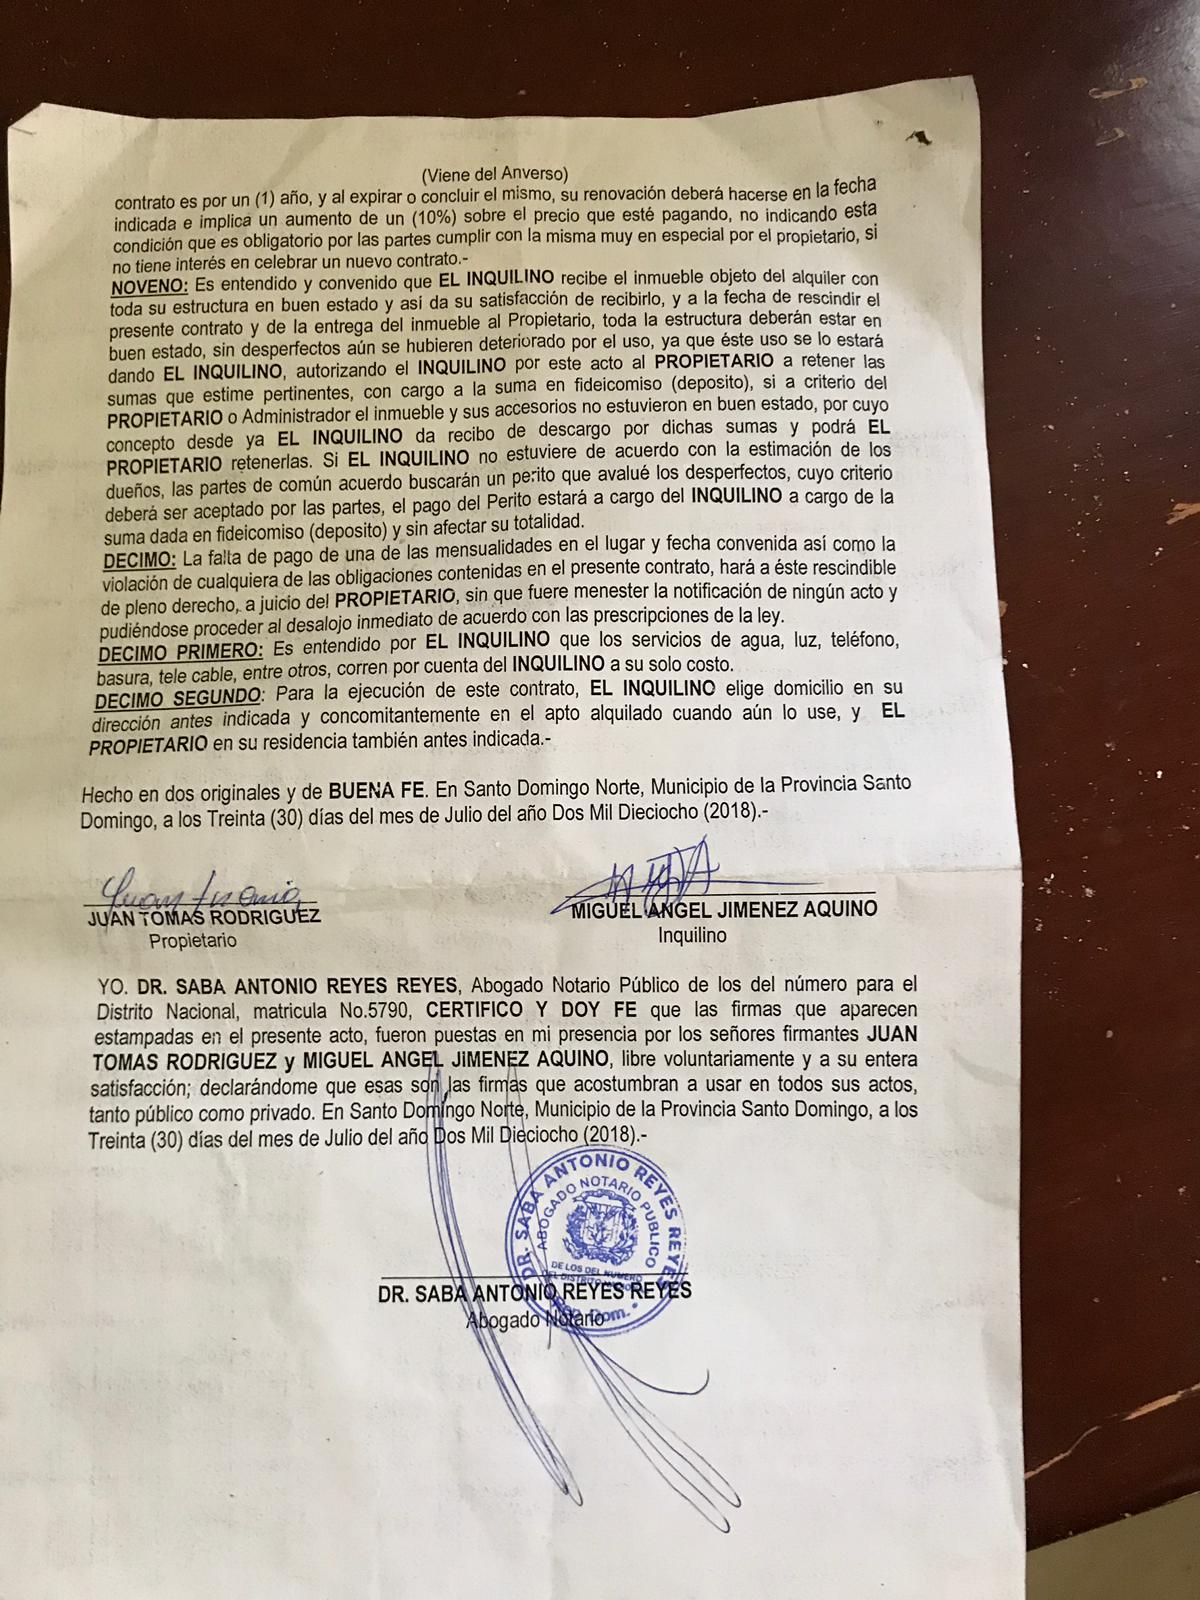 (Viene del Anverso)
contrato es por un (1) año, y al expirar o concluir el mismo, su renovación deberá hacerse en la fecha
indicada e implica un aumento de un (10%) sobre el precio que esté pagando, no indicando esta
condición que es obligatorio por las partes cumplir con la misma muy en especial por el propietario, si
no tiene interés en celebrar un nuevo contrato.-
NOVENO: Es entendido y convenido que EL INQUILINO recibe el inmueble objeto del alquiler con
toda su estructura en buen estado y así da su satisfacción de recibirlo, y a la fecha de rescindir el
presente contrato y de la entrega del inmueble al Propietario, toda la estructura deberán estar en
buen estado, sin desperfectos aún se hubieren deteriorado por el uso, ya que éste uso se lo estará
dando EL INQUILINO, autorizando el INQUILINO por este acto al PROPIETARIO a retener las
sumas que estime pertinentes, con cargo a la suma en fideicomiso (deposito), si a criterio del
PROPIETARIO o Administrador el inmueble y sus accesorios no estuvieron en buen estado, por cuyo
concepto desde ya EL INQUILINO da recibo de descargo por dichas sumas y podrá EL
PROPIETARIO retenerlas. Si EL INQUILINO no estuviere de acuerdo con la estimación de los
dueños, las partes de común acuerdo buscarán un perito que avalué los desperfectos, cuyo criterio
deberá ser aceptado por las partes, el pago del Perito estará a cargo del INQUILINO a cargo de la
suma dada en fideicomiso (deposito) y sin afectar su totalidad.
DECIMO: La falta de pago de una de las mensualidades en el lugar y fecha convenida así como la
violación de cualquiera de las obligaciones contenidas en el presente contrato, hará a éste rescindible
de pleno derecho, a juicio del PROPIETARIO, sin que fuere menester la notificación de ningún acto y
pudiéndose proceder al desalojo inmediato de acuerdo con las prescripciones de la ley.
DECIMO PRIMERO: Es entendido por EL INQUILINO que los servicios de agua, luz, teléfono,
basura, tele cable, entre otros, corren por cuenta del INQUILINO a su solo costo.
DECIMO SEGUNDO: Para la ejecución de este contrato, EL INQUILINO elige domicilio en su
dirección antes indicada y concomitantemente en el apto alquilado cuando aún lo use, y EL
PROPIETARIO en su residencia también antes indicada.-
Hecho en dos originales y de BUENA FE. En Santo Domingo Norte, Municipio de la Provincia Santo
Domingo, a los Treinta (30) días del mes de Julio del año Dos Mil Dieciocho (2018).-
JUAN TOMAS RODRIGUEZ
Propietario
MIGUEL ANGEL JIMENEZ AQUINO
Inquilino
YO. DR. SABA ANTONIO REYES REYES, Abogado Notario Público de los del número para el
Distrito Nacional, matricula No.5790, CERTIFICO Y DOY FE que las firmas que aparecen
estampadas en el presente acto, fueron puestas en mi presencia por los señores firmantes JUAN
TOMAS RODRIGUEZ y MIGUEL ANGEL JIMENEZ AQUINO, libre voluntariamente y a su entera
satisfacción; declarándome que esas son las firmas que acostumbran a usar en todos sus actos,
tanto público como privado. En Santo Domingo Norte, Municipio de la Provincia Santo Domingo, a los
Treinta (30) días del mes de Julio del año Dos Mil Dieciocho (2018).-
DR. SABA ANTONIO REYES REYES
ABOGADO NOTARIO PUBLICO
DE LOS DEL NUMERO
Rep. Dom.
DR. SABA ANTONIO REYES REYES
Abogado Notario